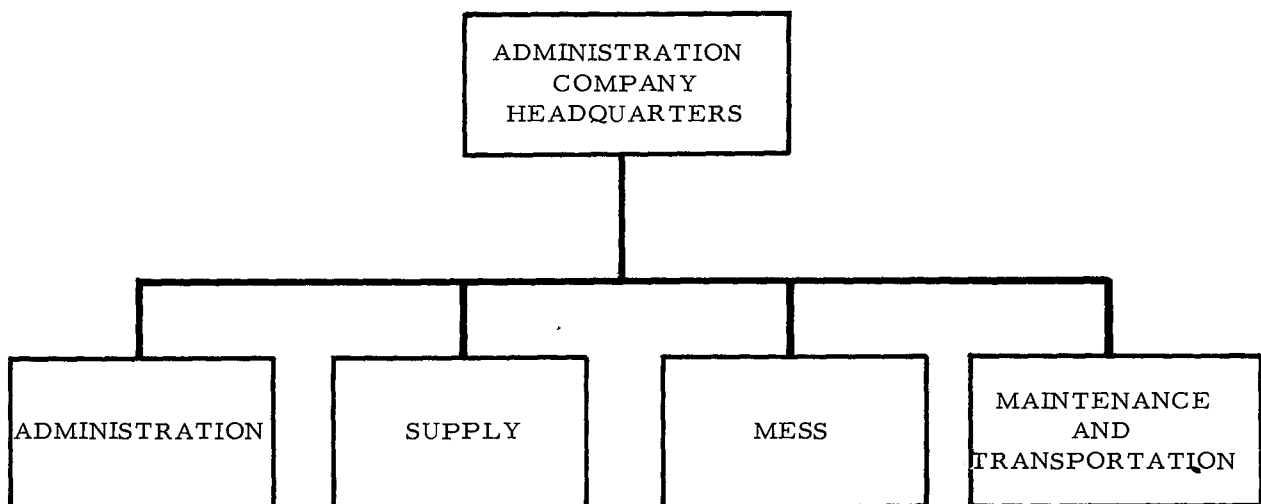 ADMINISTRATION
COMPANY
HEADQUARTERS
ADMINISTRATION
SUPPLY
MESS
MAINTENANCE
AND
TRANSPORTATION